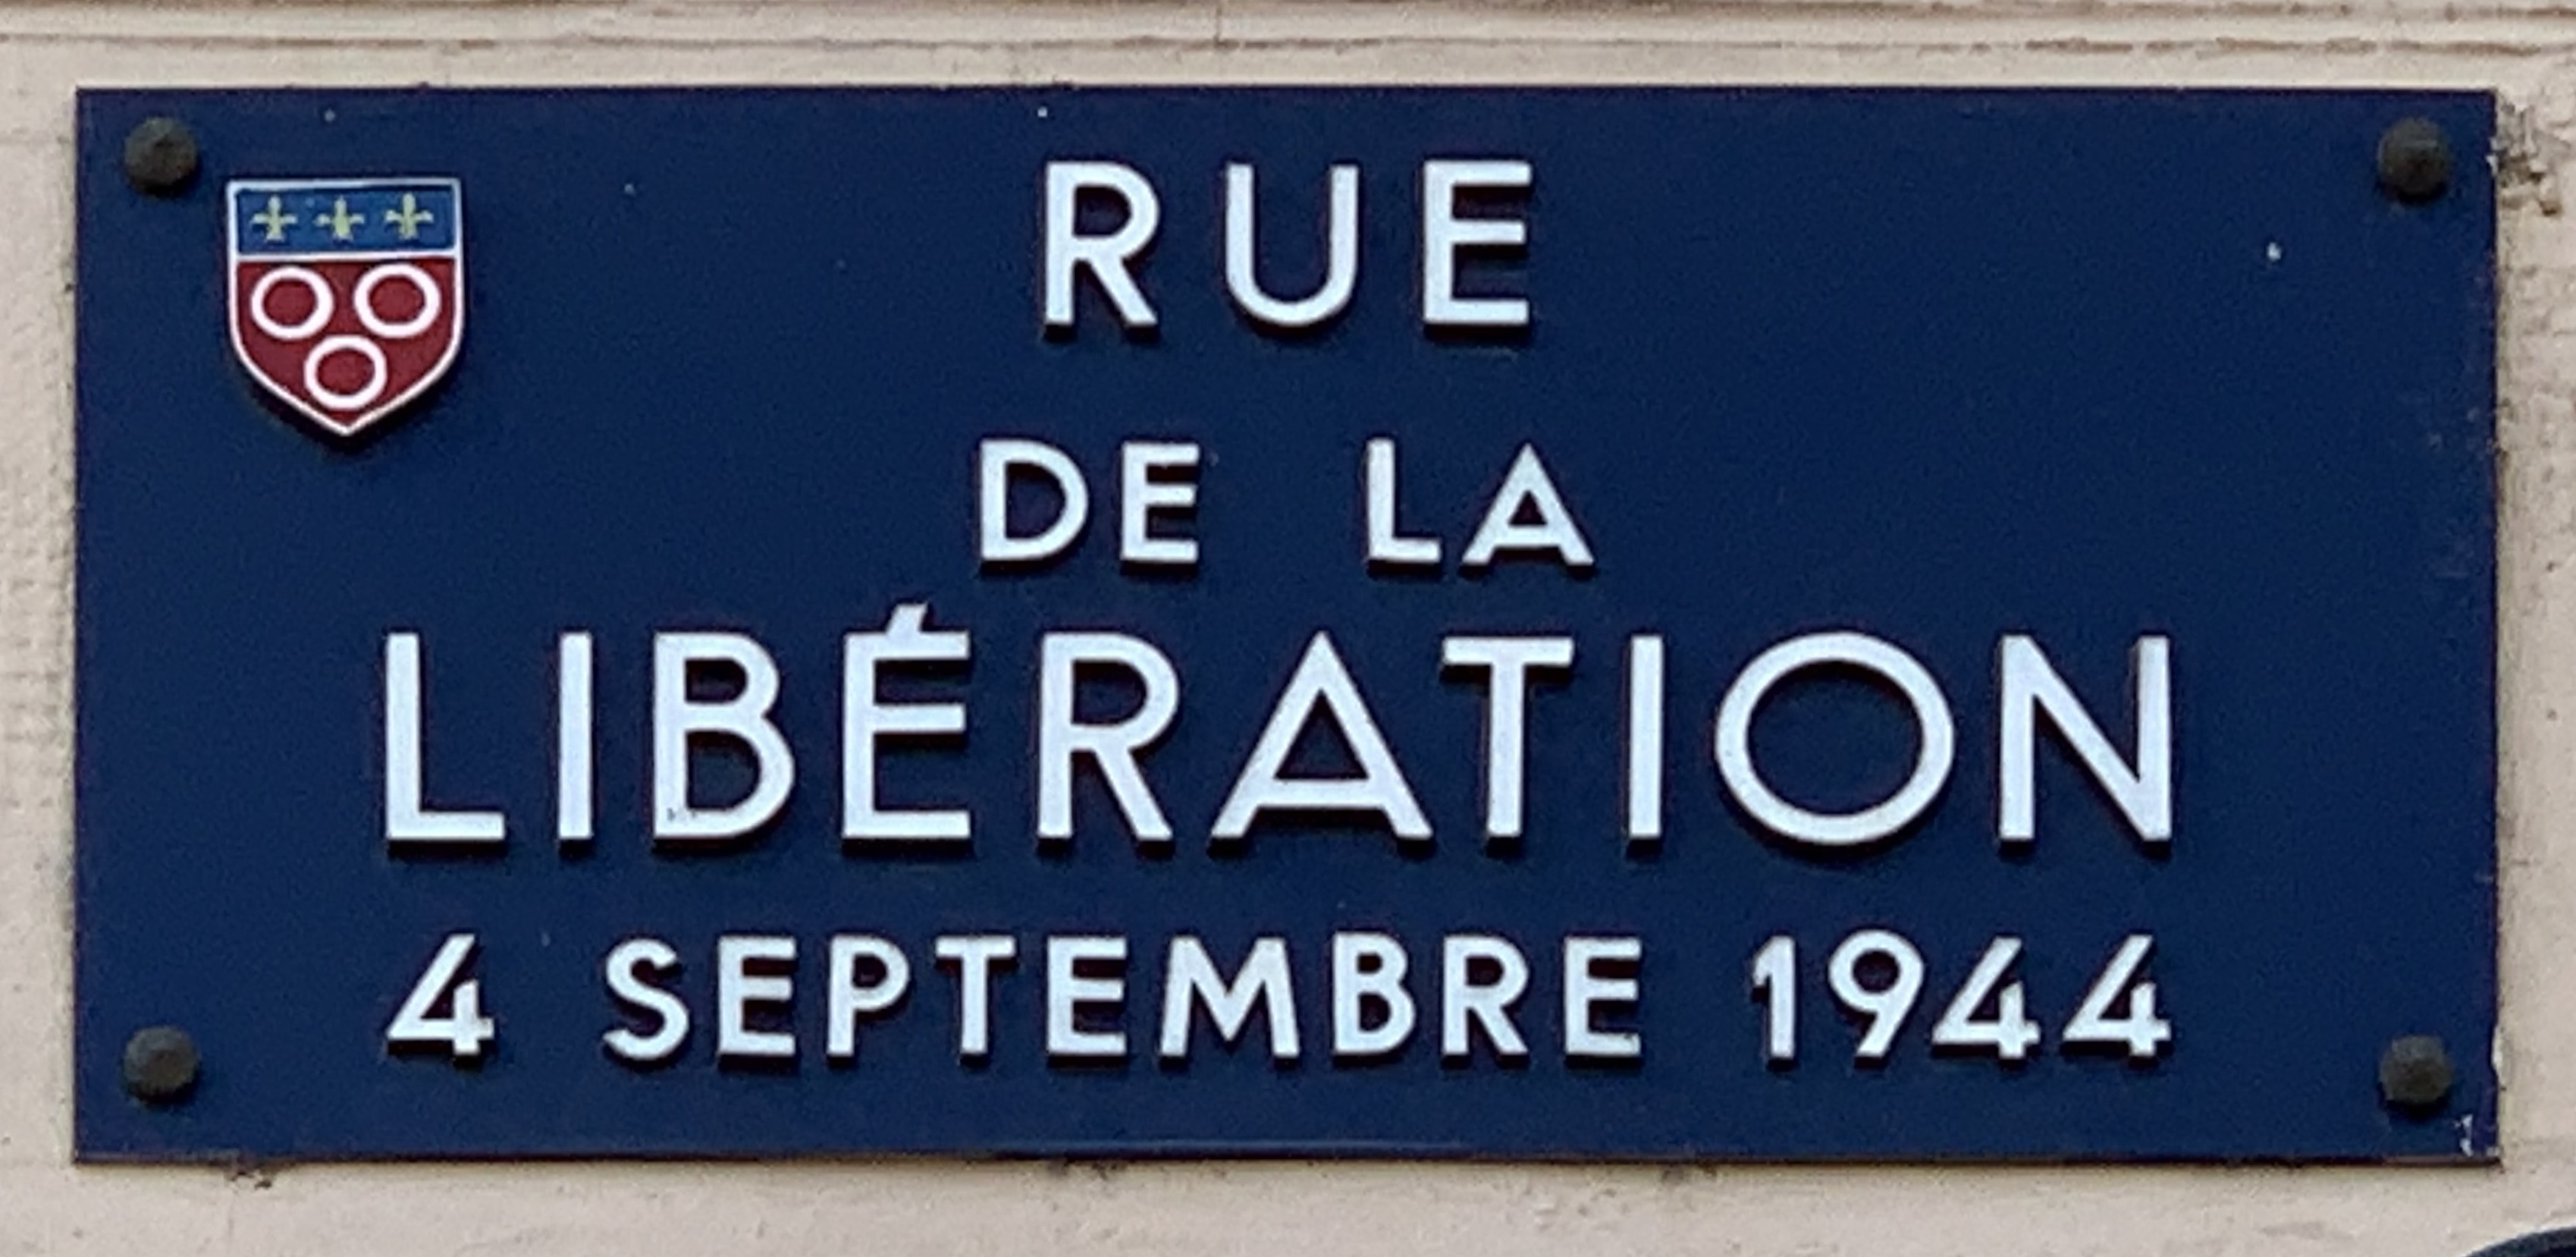 RUE
DE LA
LIBÉRATION
4 SEPTEMBRE 1944